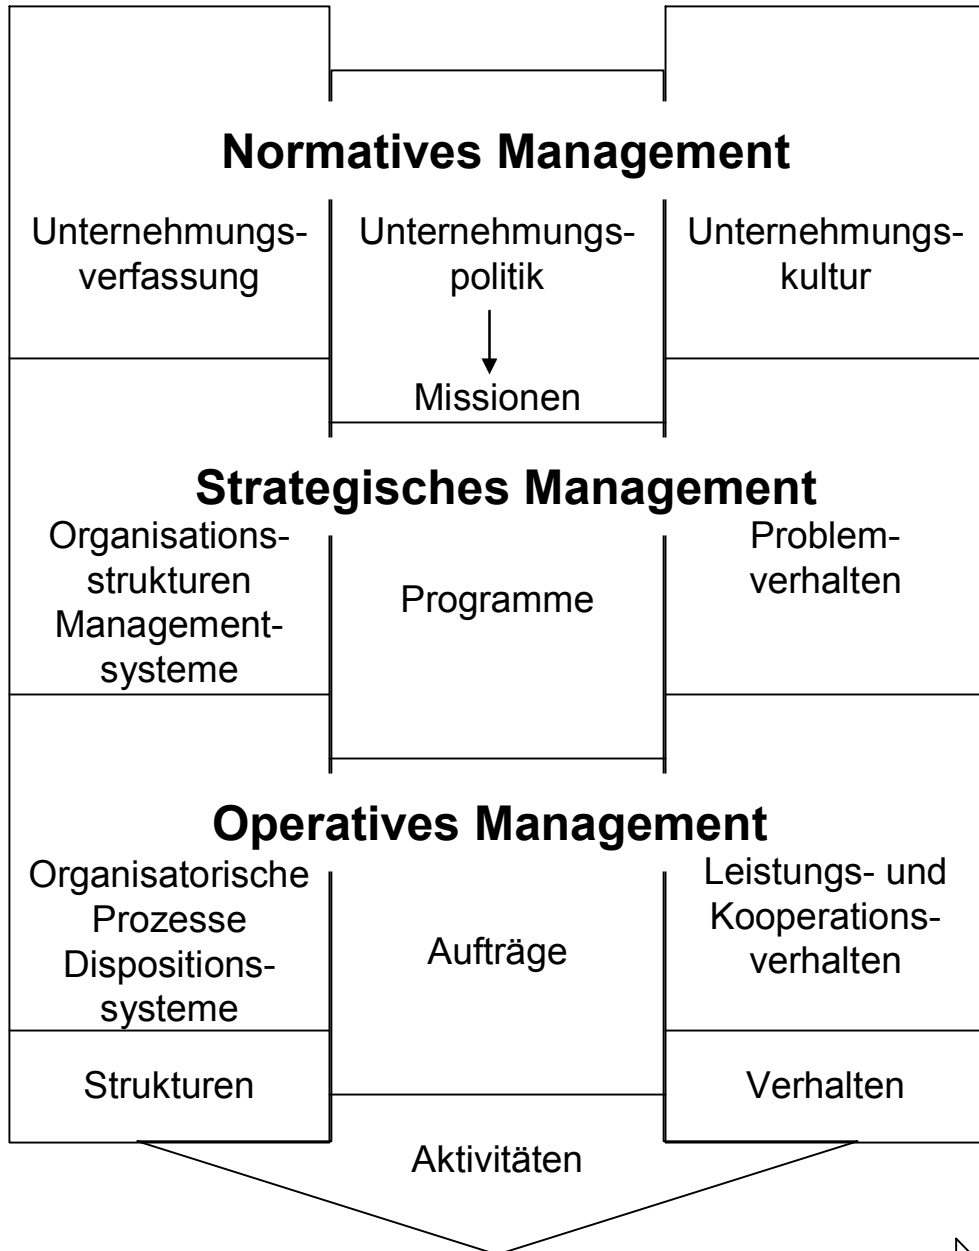 Normatives Management
Unternehmungs-
verfassung
Unternehmungs-
politik
Missionen
Unternehmungs-
kultur
Strategisches Management
Organisations-
strukturen
Management-
systeme
Programme
Problem-
verhalten
Operatives Management
Organisatorische
Prozesse
Dispositions-
systeme
Aufträge
Leistungs- und
Kooperations-
verhalten
Strukturen
Aktivitäten
Verhalten